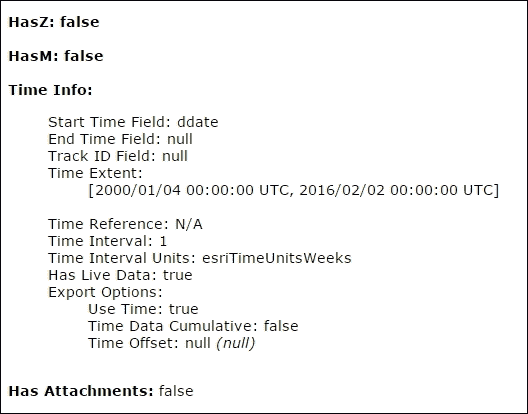 HasZ: false
HasM: false
Time Info:
Start Time Field: ddate
End Time Field: null
Track ID Field: null
Time Extent:
[2000/01/04 00:00:00 UTC, 2016/02/02 00:00:00 UTC]
Time Reference: N/A
Time Interval: 1
Time Interval Units: esriTimeUnitsWeeks
Has Live Data: true
Export Options:
Use Time: true
Time Data Cumulative: false
Time Offset: null (null)
Has Attachments: false